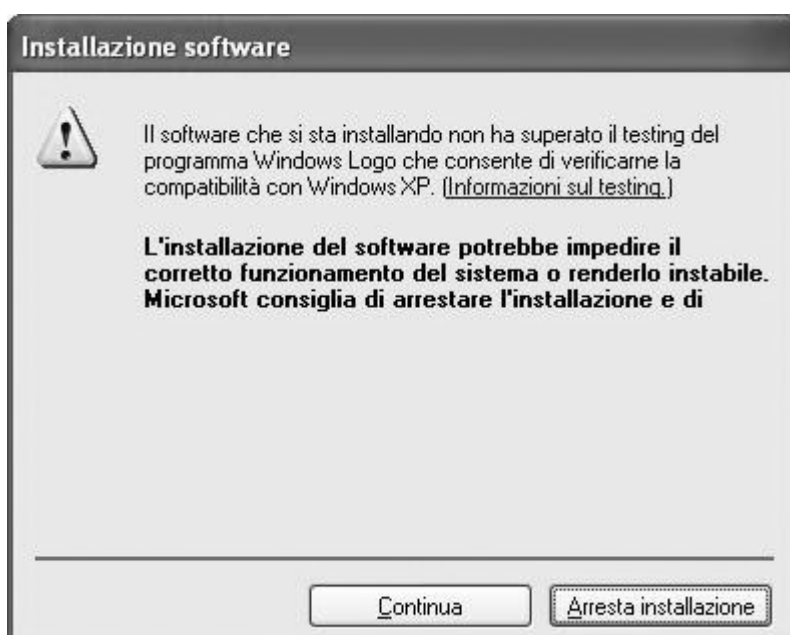 Installazione software
Il software che si sta installando non ha superato il testing del
programma Windows Logo che consente di verificarne la
compatibilità con Windows XP. (Informazioni sul testing.)
L'installazione del software potrebbe impedire il
corretto funzionamento del sistema o renderlo instabile.
Microsoft consiglia di arrestare l'installazione e di
Continua
Arresta installazione